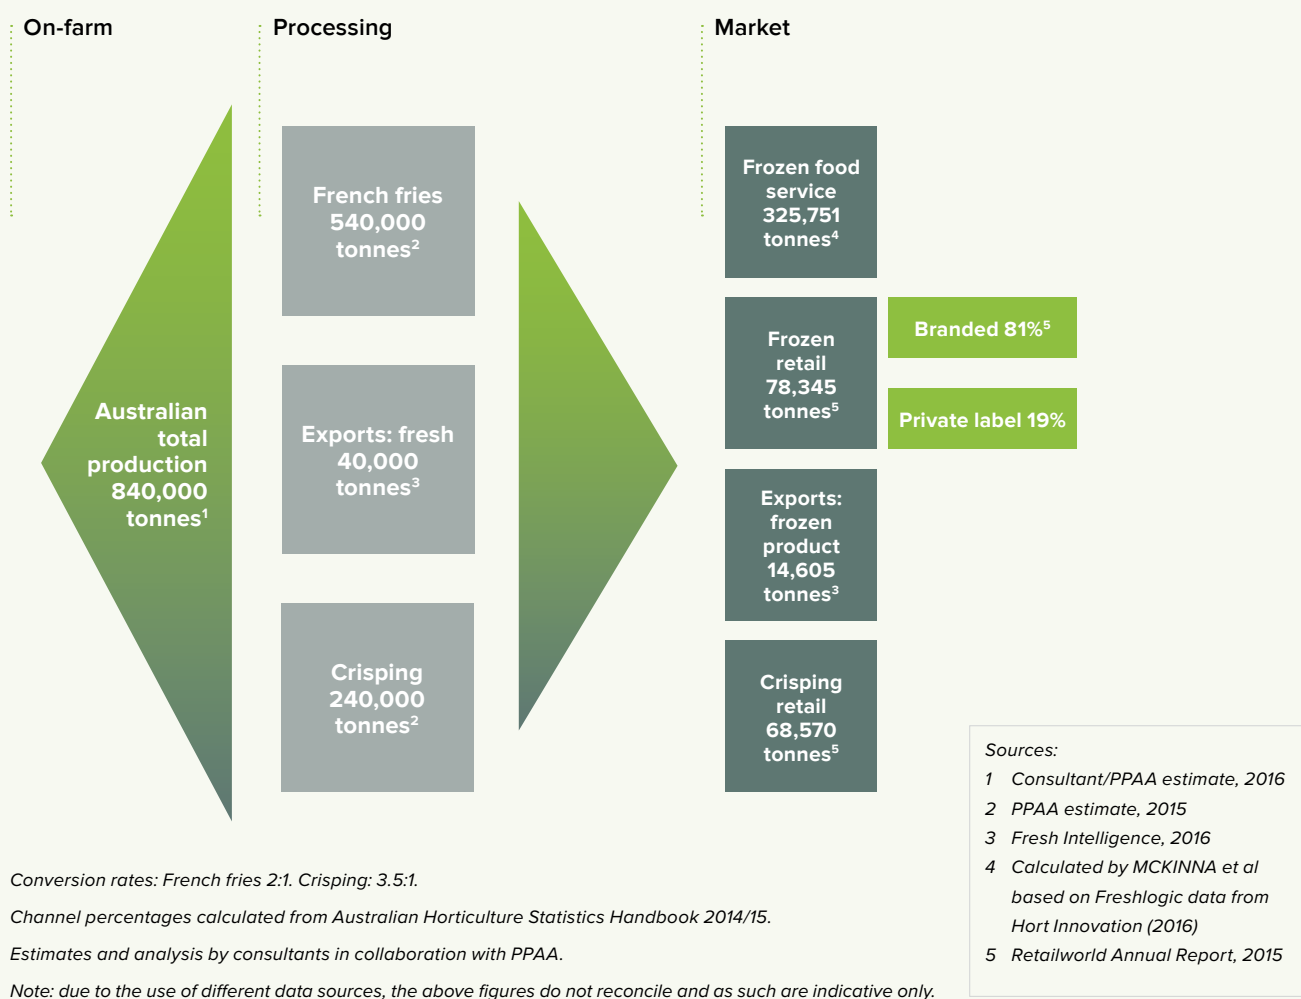 On-farm
Processing
Market
Australian
total
production
840,000
tonnes¹
French fries
540,000
tonnes²
Exports: fresh
40,000
tonnes³
Crisping
240,000
tonnes²
Frozen food
service
325,751
tonnes⁴
Frozen
retail
78,345
tonnes⁵
Branded 81%⁵
Private label 19%
Exports:
frozen
product
14,605
tonnes³
Crisping
retail
68,570
tonnes⁵
Sources:
1 Consultant/PPAA estimate, 2016
2 PPAA estimate, 2015
3 Fresh Intelligence, 2016
4 Calculated by MCKINNA et al
based on Freshlogic data from
Hort Innovation (2016)
5 Retailworld Annual Report, 2015
Conversion rates: French fries 2:1. Crisping: 3.5:1.
Channel percentages calculated from Australian Horticulture Statistics Handbook 2014/15.
Estimates and analysis by consultants in collaboration with PPAA.
Note: due to the use of different data sources, the above figures do not reconcile and as such are indicative only.